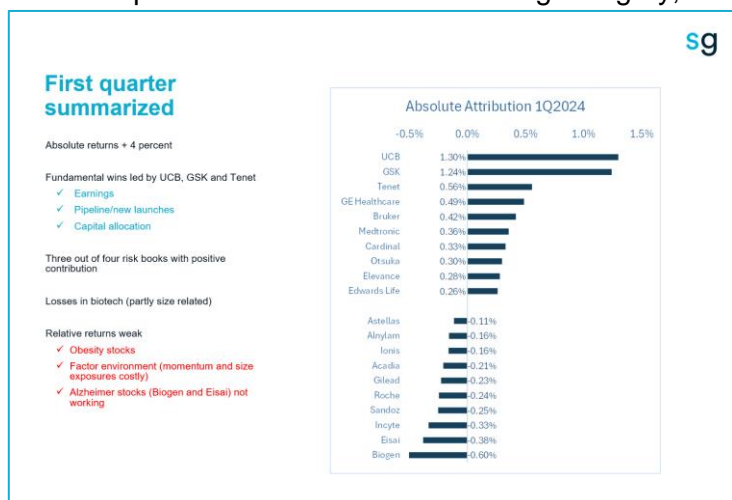 sg
First quarter
summarized
Absolute returns + 4 percent
Fundamental wins led by UCB, GSK and Tenet
✓ Earnings
✓ Pipeline/new launches
✓ Capital allocation
Three out of four risk books with positive
contribution
Losses in biotech (partly size related)
Relative returns weak
✓ Obesity stocks
✓ Factor environment (momentum and size
exposures costly)
✓ Alzheimer stocks (Biogen and Eisai) not
working
Absolute Attribution 1Q2024
-0.5% 0.0% 0.5% 1.0% 1.5%
UCB 1.30%
GSK 1.24%
Tenet 0.56%
GE Healthcare 0.49%
Bruker 0.42%
Medtronic 0.36%
Cardinal 0.33%
Otsuka 0.30%
Elevance 0.28%
Edwards Life 0.26%
Astellas -0.11%
Alnylam -0.16%
Ionis -0.16%
Acadia -0.21%
Gilead -0.23%
Roche -0.24%
Sandoz -0.25%
Incyte -0.33%
Eisai -0.38%
Biogen -0.60%